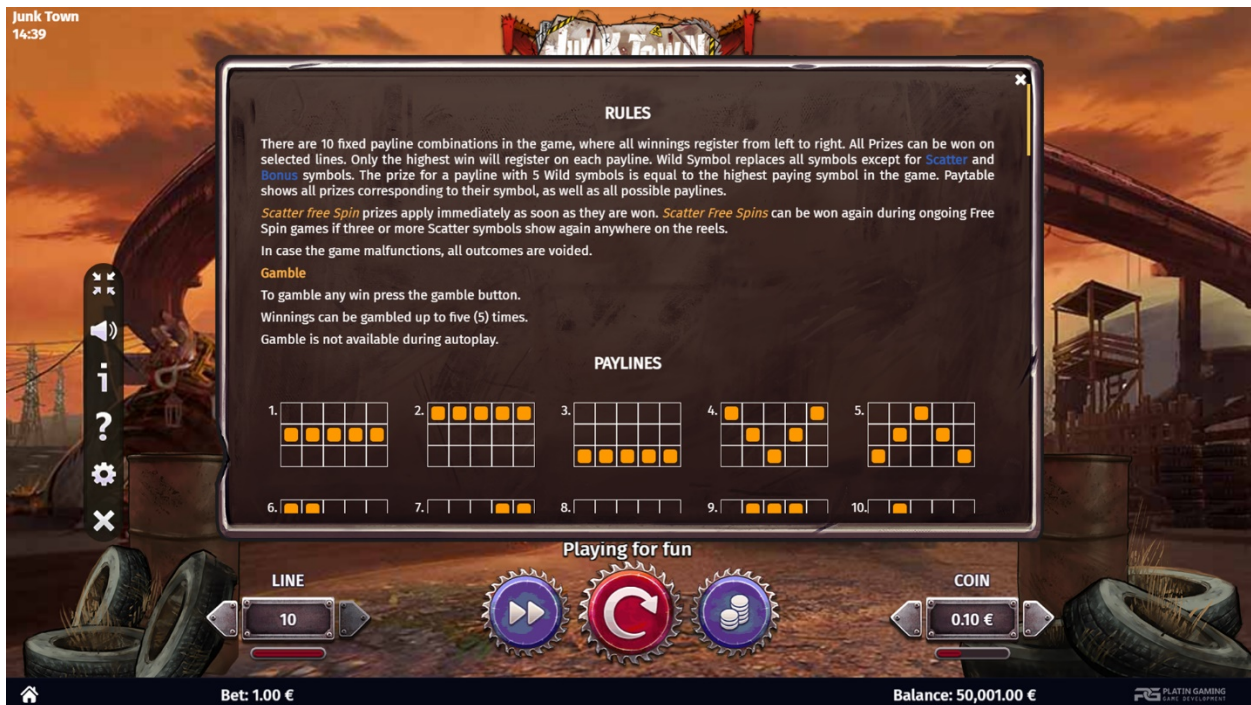 Junk Town
14:39
JUNK TOWN
RULES
There are 10 fixed payline combinations in the game, where all winnings register from left to right. All Prizes can be won on
selected lines. Only the highest win will register on each payline. Wild Symbol replaces all symbols except for Scatter and
Bonus symbols. The prize for a payline with 5 Wild symbols is equal to the highest paying symbol in the game. Paytable
shows all prizes corresponding to their symbol, as well as all possible paylines.
Scatter free Spin prizes apply immediately as soon as they are won. Scatter Free Spins can be won again during ongoing Free
Spin games if three or more Scatter symbols show again anywhere on the reels.
In case the game malfunctions, all outcomes are voided.
Gamble
To gamble any win press the gamble button.
Winnings can be gambled up to five (5) times.
Gamble is not available during autoplay.
PAYLINES
1. 2. 3. 4. 5.
6. 7. 8. 9. 10.
Playing for fun
LINE COIN
10 0.10 €
Bet: 1.00 € Balance: 50,001.00 € PG PLATIN GAMING
GAME DEVELOPMENT